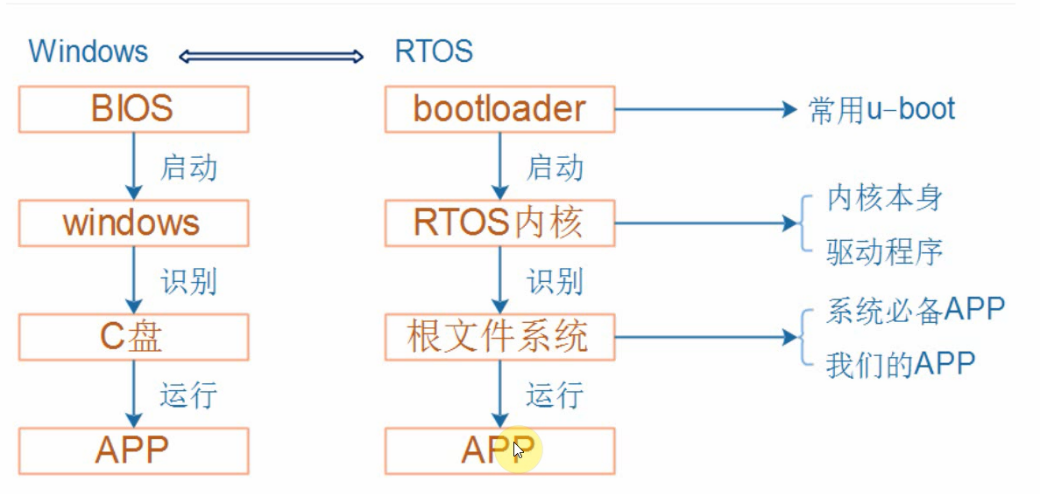 Windows RTOS
BIOS bootloader 常用u-boot
启动 启动
windows RTOS内核 内核本身
驱动程序
识别 识别
C盘 根文件系统 系统必备APP
我们的APP
运行 运行
APP APP